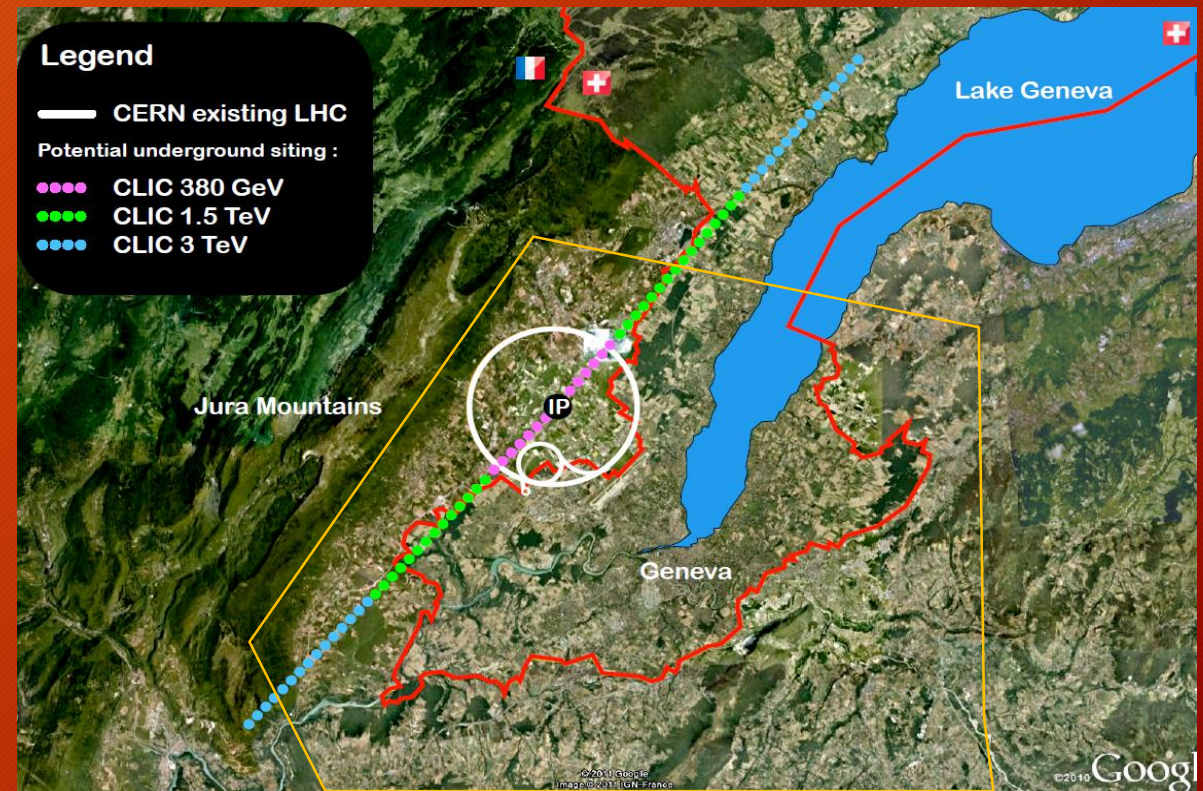 Legend
CERN existing LHC
Potential underground siting :
CLIC 380 GeV
CLIC 1.5 TeV
CLIC 3 TeV
Lake Geneva
Jura Mountains
IP
Geneva
©2011 Google
Image © 2011 IGN-France
©2010 Googl